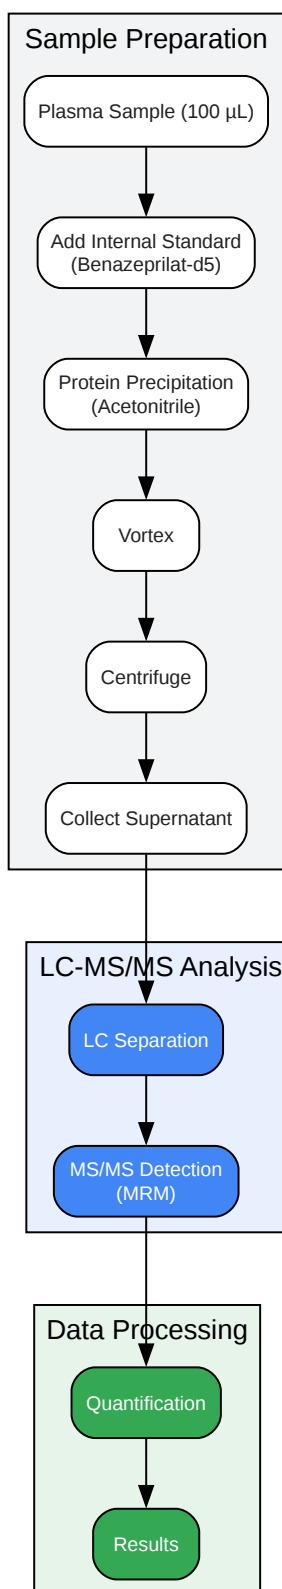 Sample Preparation
Plasma Sample (100 µL)
Add Internal Standard
(Benazeprilat-d5)
Protein Precipitation
(Acetonitrile)
Vortex
Centrifuge
Collect Supernatant
LC-MS/MS Analysis
LC Separation
MS/MS Detection
(MRM)
Data Processing
Quantification
Results